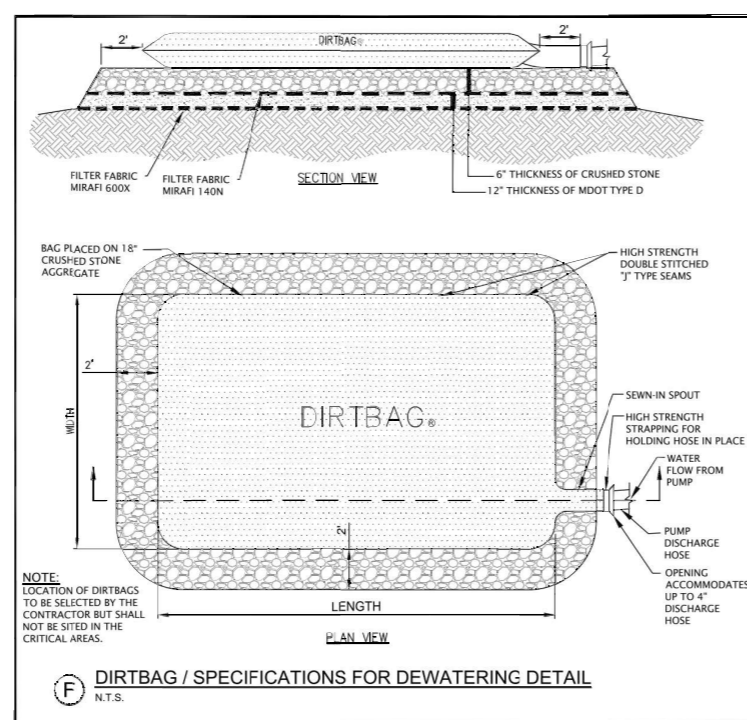 2'
DIRTBAG®
2'
FILTER FABRIC
MIRAFI 600X
FILTER FABRIC
MIRAFI 140N
SECTION VIEW
6" THICKNESS OF CRUSHED STONE
12" THICKNESS OF MDOT TYPE D
BAG PLACED ON 18"
CRUSHED STONE
AGGREGATE
HIGH STRENGTH
DOUBLE STITCHED
"J" TYPE SEAMS
2'
WIDTH
DIRTBAG®
SEWN-IN SPOUT
HIGH STRENGTH
STRAPPING FOR
HOLDING HOSE IN PLACE
WATER
FLOW FROM
PUMP
2'
PUMP
DISCHARGE
HOSE
OPENING
ACCOMMODATES
UP TO 4"
DISCHARGE
HOSE
NOTE:
LOCATION OF DIRTBAGS
TO BE SELECTED BY THE
CONTRACTOR BUT SHALL
NOT BE SITED IN THE
CRITICAL AREAS.
LENGTH
PLAN VIEW
F
DIRTBAG / SPECIFICATIONS FOR DEWATERING DETAIL
N.T.S.